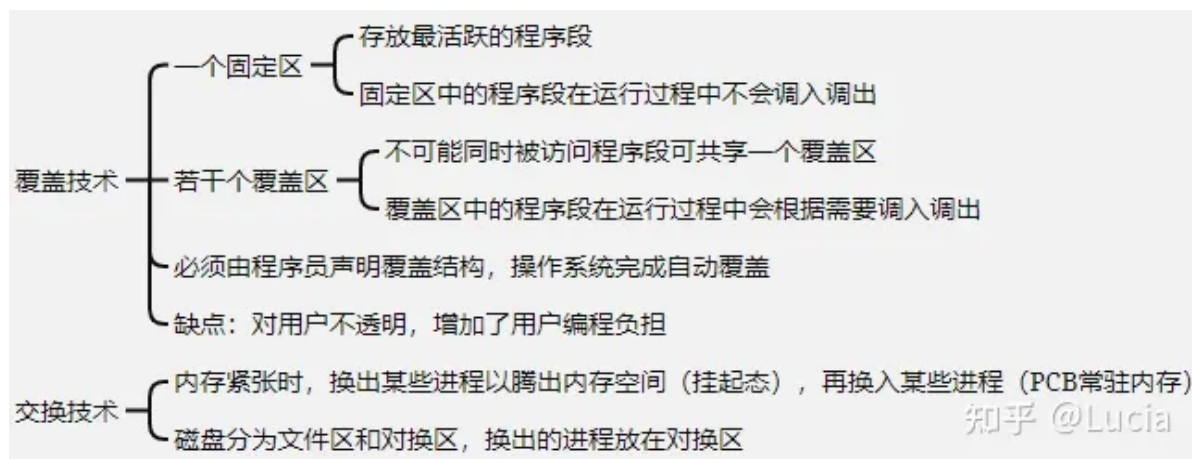 存放最活跃的程序段
一个固定区
固定区中的程序段在运行过程中不会调入调出
不可能同时被访问程序段可共享一个覆盖区
覆盖技术
若干个覆盖区
覆盖区中的程序段在运行过程中会根据需要调入调出
必须由程序员声明覆盖结构，操作系统完成自动覆盖
缺点：对用户不透明，增加了用户编程负担
内存紧张时，换出某些进程以腾出内存空间（挂起态），再换入某些进程（PCB常驻内存）
交换技术
磁盘分为文件区和对换区，换出的进程放在对换区
知乎 @Lucia